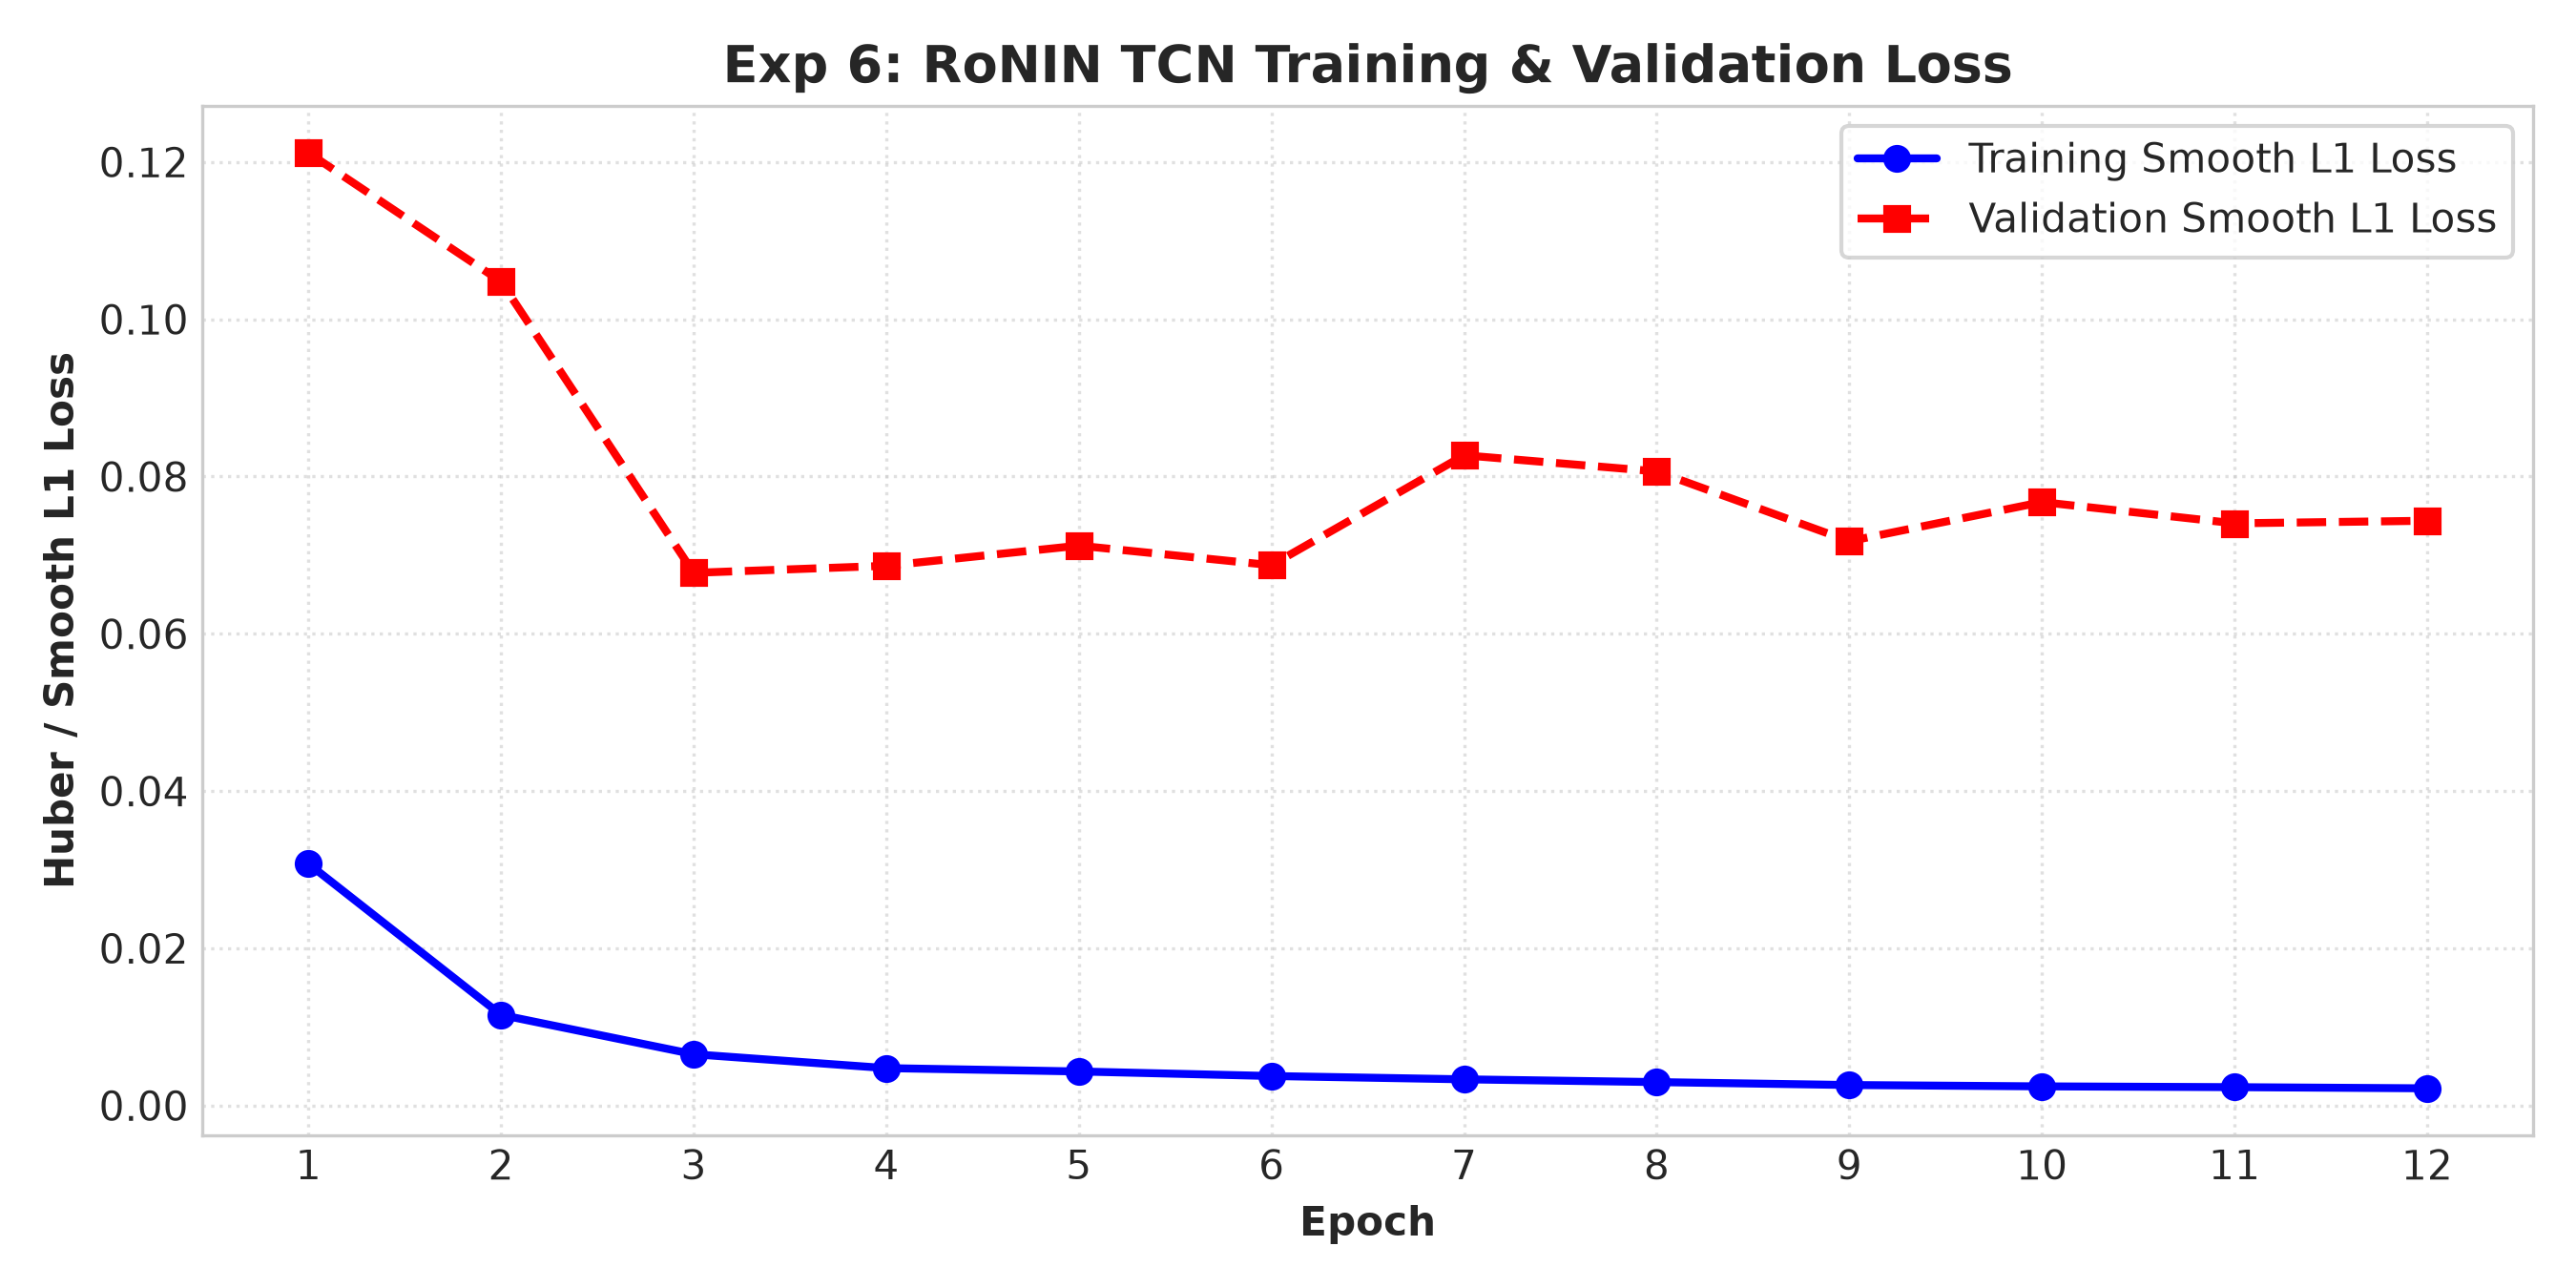 Exp 6: RoNIN TCN Training & Validation Loss
Training Smooth L1 Loss
Validation Smooth L1 Loss
Huber / Smooth L1 Loss
0.12
0.10
0.08
0.06
0.04
0.02
0.00
1 2 3 4 5 6 7 8 9 10 11 12
Epoch